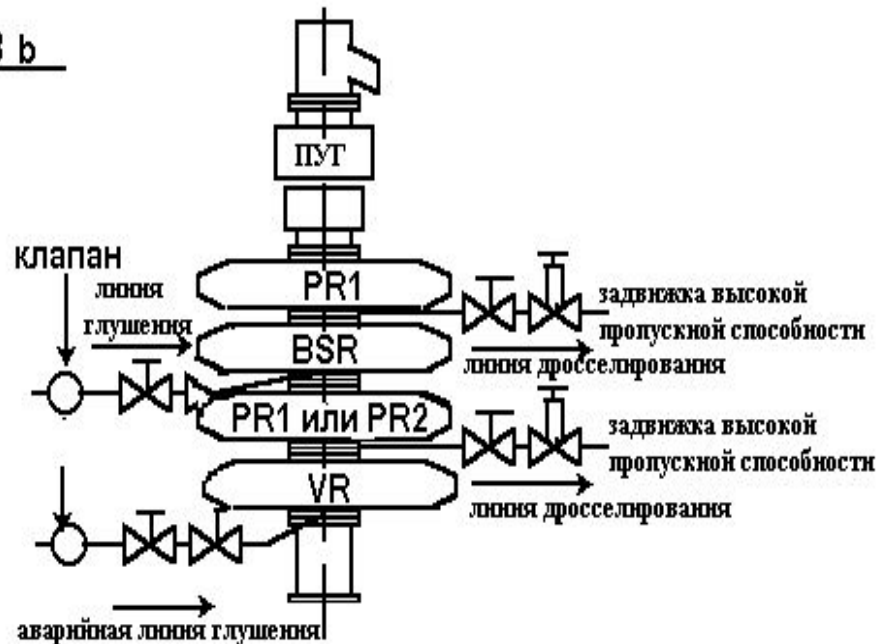 3 b
ПУГ
клапан
PR1
линия
глушения
задвижка высокой
пропускной способности
BSR
линия дросселирования
PR1 или PR2
задвижка высокой
пропускной способности
VR
линия дросселирования
аварийная линия глушения